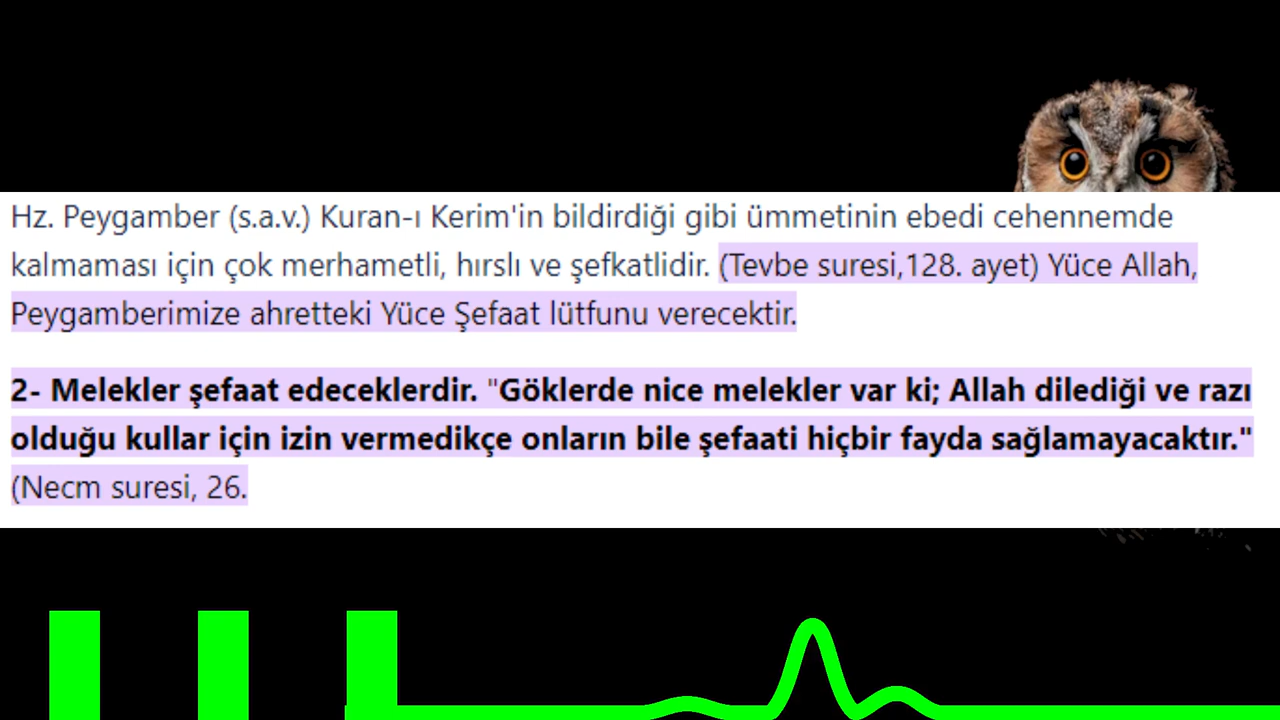 Hz. Peygamber (s.a.v.) Kuran-ı Kerim'in bildirdiği gibi ümmetinin ebedi cehennemde
kalmaması için çok merhametli, hırslı ve şefkatlidir. (Tevbe suresi,128. ayet) Yüce Allah,
Peygamberimize ahretteki Yüce Şefaat lütfunu verecektir.
2- Melekler şefaat edeceklerdir. "Göklerde nice melekler var ki; Allah dilediği ve razı
olduğu kullar için izin vermedikçe onların bile şefaati hiçbir fayda sağlamayacaktır."
(Necm suresi, 26.